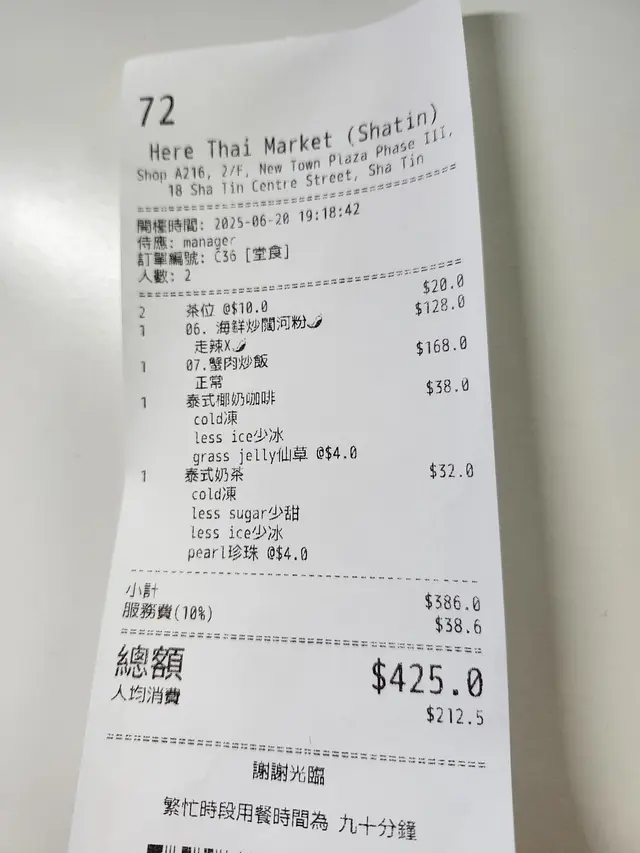 72
Here Thai Market (Shatin)
Shop A216, 2/F, New Town Plaza Phase III,
18 Sha Tin Centre Street, Sha Tin
開檯時間: 2025-06-20 19:18:42
侍應: manager
訂單編號: C36 [堂食]
人數: 2
2 茶位 @$10.0 $20.0
1 06. 海鮮炒闊河粉🌶 $128.0
走辣X🌶
1 07.蟹肉炒飯 $168.0
正常
1 泰式椰奶咖啡 $38.0
cold凍
less ice少冰
grass jelly仙草 @$4.0
1 泰式奶茶 $32.0
cold凍
less sugar少甜
less ice少冰
pearl珍珠 @$4.0
小計 $386.0
服務費(10%) $38.6
總額 $425.0
人均消費 $212.5
謝謝光臨
繁忙時段用餐時間為 九十分鐘